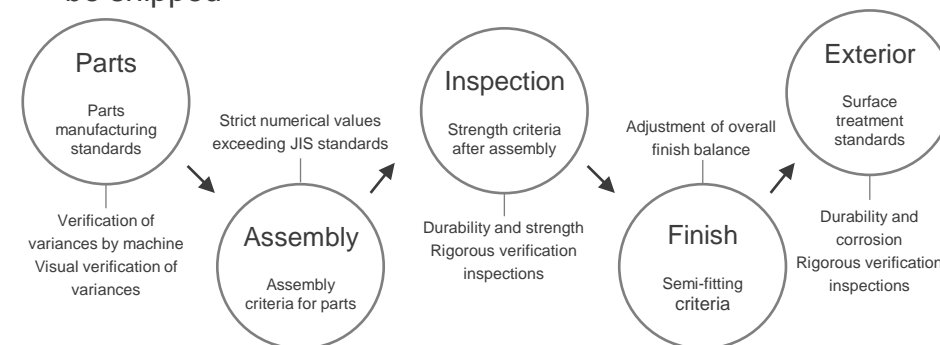 be shipped
Parts
Parts
manufacturing
standards
Verification of
variances by machine
Visual verification of
variances
Strict numerical values
exceeding JIS standards
Assembly
Assembly
criteria for parts
Inspection
Strength criteria
after assembly
Durability and strength
Rigorous verification
inspections
Adjustment of overall
finish balance
Finish
Semi-fitting
criteria
Exterior
Surface
treatment
standards
Durability and
corrosion
Rigorous verification
inspections